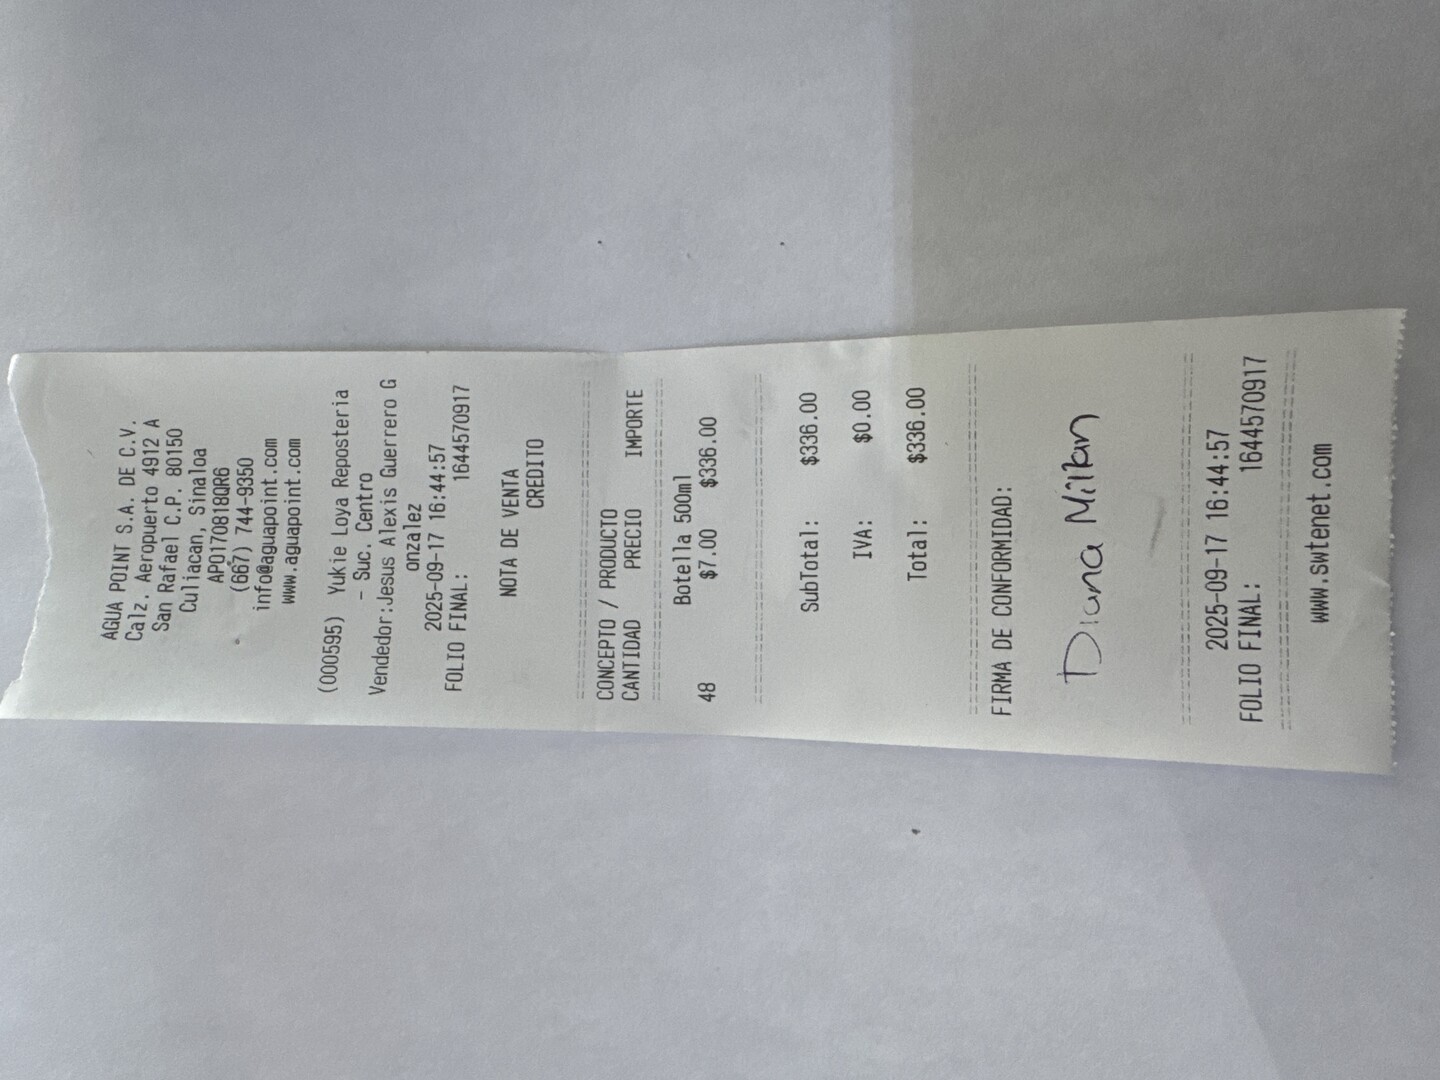 AGUA POINT S.A. DE C.V.
Calz. Aeropuerto 4912 A
San Rafael C.P. 80150
Culiacan, Sinaloa
APO170818QR6
(667) 744-9350
info@aguapoint.com
www.aguapoint.com
(000595) Yukie Loya Reposteria
- Suc. Centro
Vendedor:Jesus Alexis Guerrero G
onzalez
2025-09-17 16:44:57
FOLIO FINAL: 1644570917
NOTA DE VENTA
CREDITO
CONCEPTO / PRODUCTO
CANTIDAD PRECIO IMPORTE
Botella 500ml
48 $7.00 $336.00
SubTotal: $336.00
IVA: $0.00
Total: $336.00
FIRMA DE CONFORMIDAD:
Diana Milan
2025-09-17 16:44:57
FOLIO FINAL: 1644570917
www.swtenet.com